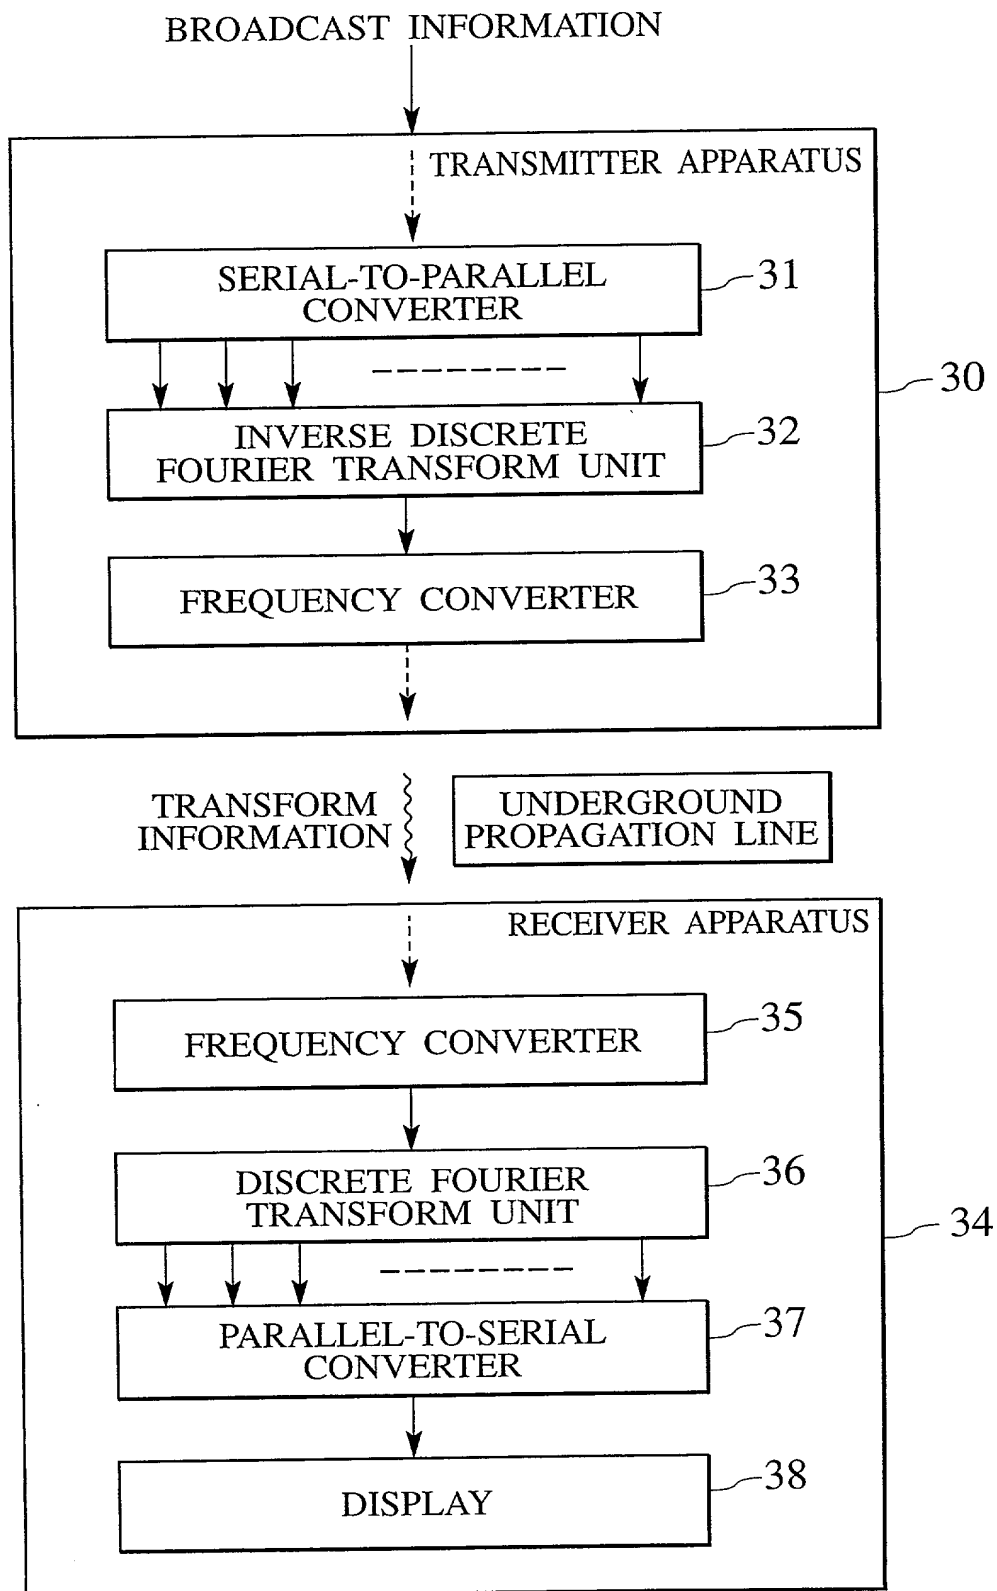 BROADCAST INFORMATION
TRANSMITTER APPARATUS
SERIAL-TO-PARALLEL
CONVERTER
31
30
INVERSE DISCRETE
FOURIER TRANSFORM UNIT
32
FREQUENCY CONVERTER
33
TRANSFORM
INFORMATION
UNDERGROUND
PROPAGATION LINE
RECEIVER APPARATUS
FREQUENCY CONVERTER
35
DISCRETE FOURIER
TRANSFORM UNIT
36
34
PARALLEL-TO-SERIAL
CONVERTER
37
DISPLAY
38